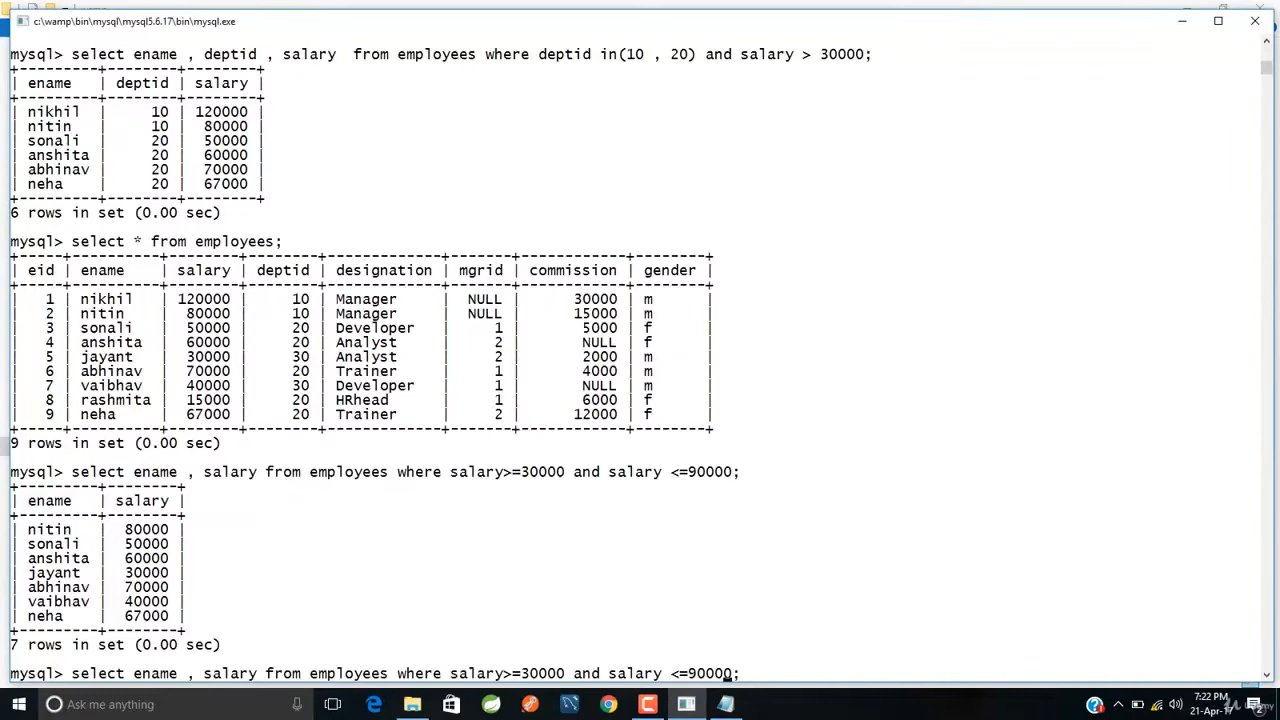 c:\wamp\bin\mysql\mysql5.6.17\bin\mysql.exe
mysql> select ename , deptid , salary  from employees where deptid in(10 , 20) and salary > 30000;
+---------+--------+--------+
| ename   | deptid | salary |
+---------+--------+--------+
| nikhil  |     10 | 120000 |
| nitin   |     10 |  80000 |
| sonali  |     20 |  50000 |
| anshita |     20 |  60000 |
| abhinav |     20 |  70000 |
| neha    |     20 |  67000 |
+---------+--------+--------+
6 rows in set (0.00 sec)
mysql> select * from employees;
+-----+----------+--------+--------+-------------+-------+------------+--------+
| eid | ename    | salary | deptid | designation | mgrid | commission | gender |
+-----+----------+--------+--------+-------------+-------+------------+--------+
|   1 | nikhil   | 120000 |     10 | Manager     |  NULL |      30000 | m      |
|   2 | nitin    |  80000 |     10 | Manager     |  NULL |      15000 | m      |
|   3 | sonali   |  50000 |     20 | Developer   |     1 |       5000 | f      |
|   4 | anshita  |  60000 |     20 | Analyst     |     2 |       NULL | f      |
|   5 | jayant   |  30000 |     30 | Analyst     |     2 |       2000 | m      |
|   6 | abhinav  |  70000 |     20 | Trainer     |     1 |       4000 | m      |
|   7 | vaibhav  |  40000 |     30 | Developer   |     1 |       NULL | m      |
|   8 | rashmita |  15000 |     20 | HRhead      |     1 |       6000 | f      |
|   9 | neha     |  67000 |     20 | Trainer     |     2 |      12000 | f      |
+-----+----------+--------+--------+-------------+-------+------------+--------+
9 rows in set (0.00 sec)
mysql> select ename , salary from employees where salary>=30000 and salary <=90000;
+---------+--------+
| ename   | salary |
+---------+--------+
| nitin   |  80000 |
| sonali  |  50000 |
| anshita |  60000 |
| jayant  |  30000 |
| abhinav |  70000 |
| vaibhav |  40000 |
| neha    |  67000 |
+---------+--------+
7 rows in set (0.00 sec)
mysql> select ename , salary from employees where salary>=30000 and salary <=90000;
Ask me anything
7:22 PM
21-Apr-1